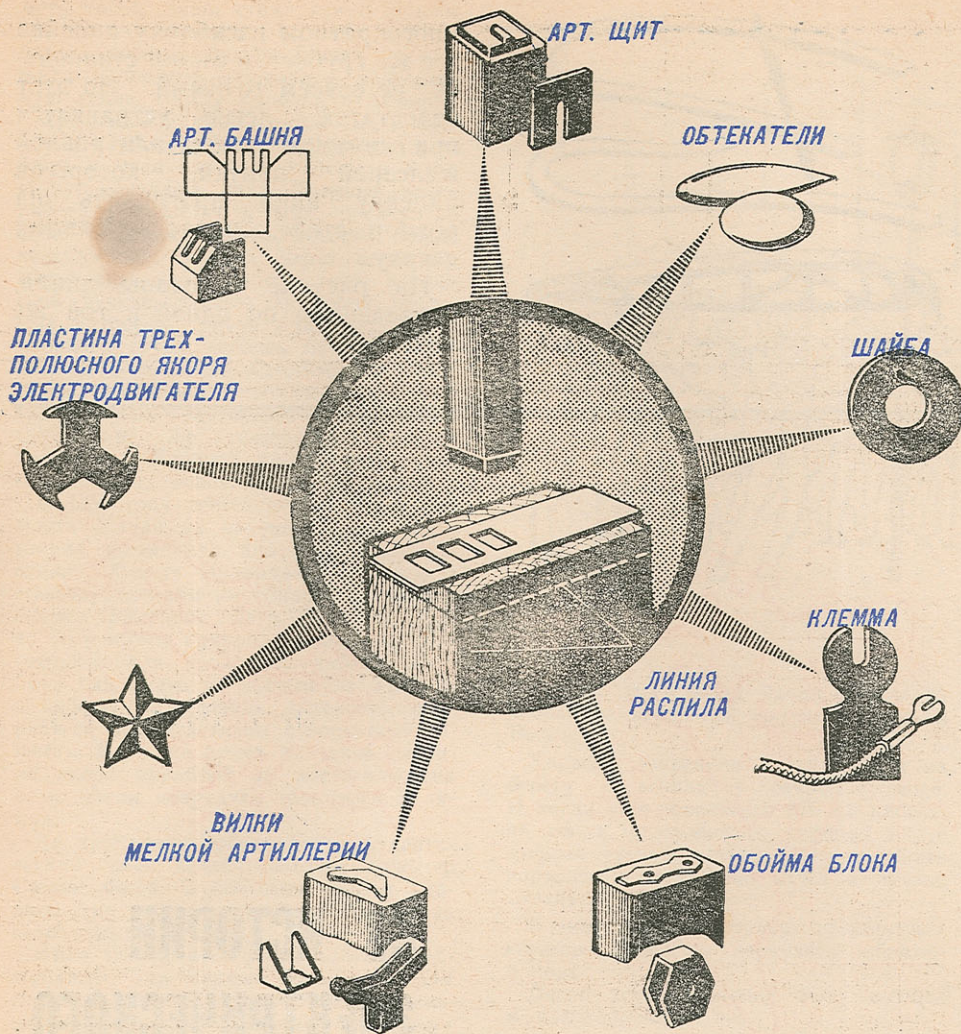 АРТ. ЩИТ
АРТ. БАШНЯ
ОБТЕКАТЕЛИ
ПЛАСТИНА ТРЕХ-
ПОЛЮСНОГО ЯКОРЯ
ЭЛЕКТРОДВИГАТЕЛЯ
ШАЙБА
КЛЕММА
ЛИНИЯ
РАСПИЛА
ВИЛКИ
МЕЛКОЙ АРТИЛЛЕРИИ
ОБОЙМА БЛОКА